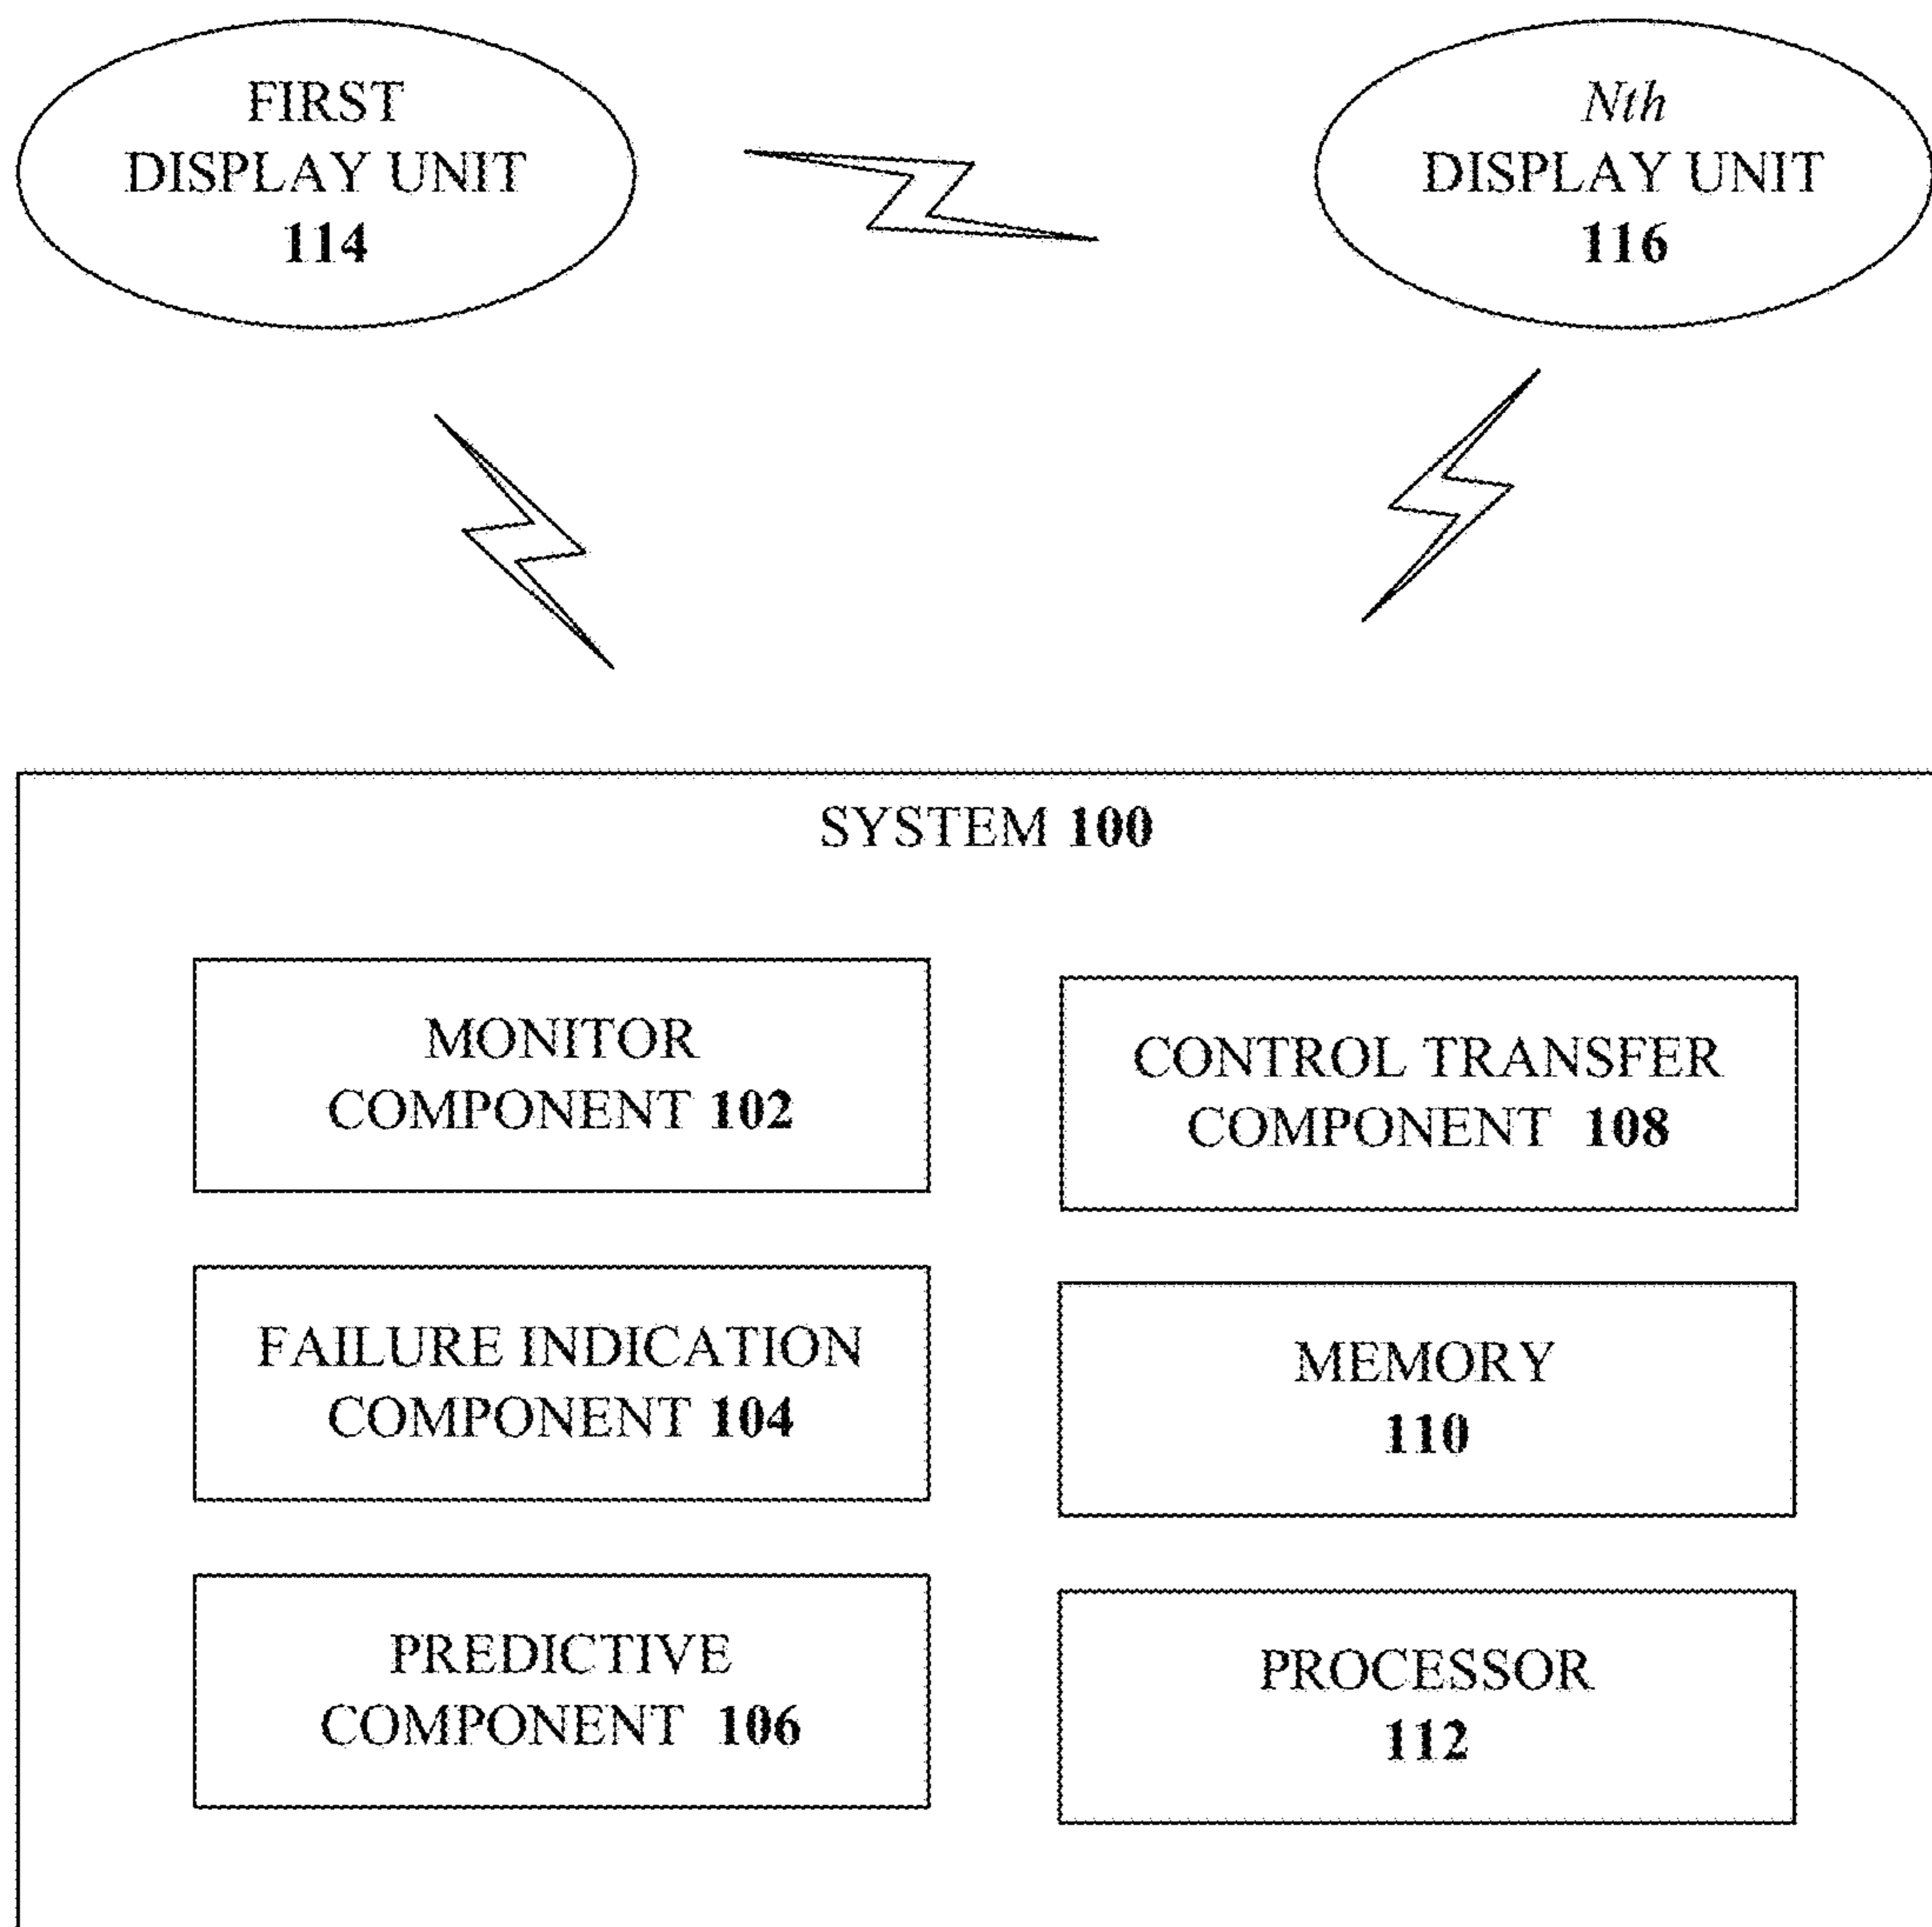 FIRST
DISPLAY UNIT
114
Nth
DISPLAY UNIT
116
SYSTEM 100
MONITOR
COMPONENT 102
CONTROL TRANSFER
COMPONENT 108
FAILURE INDICATION
COMPONENT 104
MEMORY
110
PREDICTIVE
COMPONENT 106
PROCESSOR
112